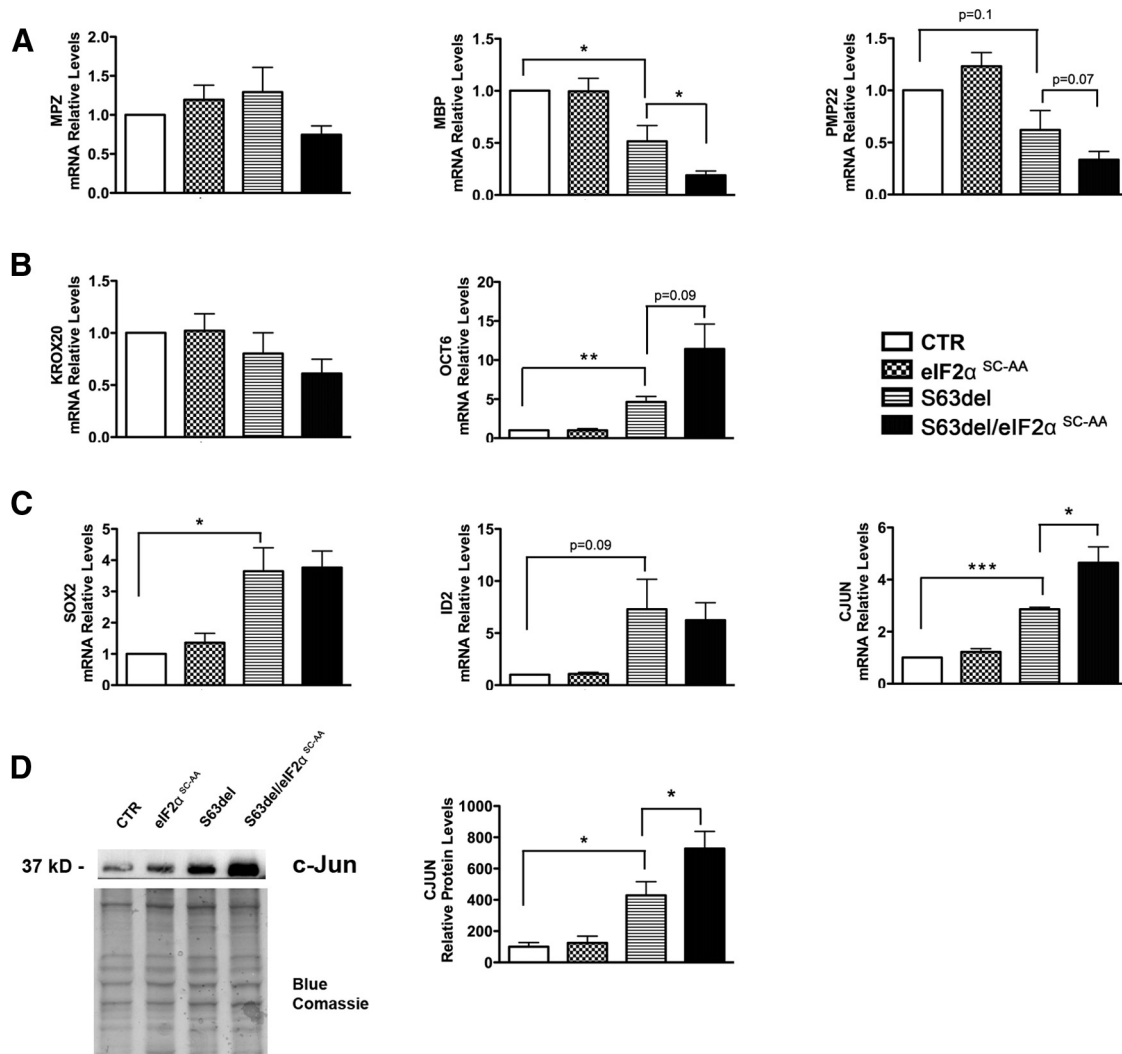 A
MPZ
mRNA Relative Levels
2.0
1.5
1.0
0.5
0.0
MBP
mRNA Relative Levels
1.5
1.0
0.5
0.0
*
*
PMP22
mRNA Relative Levels
1.5
1.0
0.5
0.0
p=0.1
p=0.07
B
KROX20
mRNA Relative Levels
1.5
1.0
0.5
0.0
OCT6
mRNA Relative Levels
20
15
10
5
0
**
p=0.09
CTR
eIF2α SC-AA
S63del
S63del/eIF2α SC-AA
C
SOX2
mRNA Relative Levels
5
4
3
2
1
0
*
ID2
mRNA Relative Levels
15
10
5
0
p=0.09
CJUN
mRNA Relative Levels
6
4
2
0
***
*
D
CTR
eIF2α SC-AA
S63del
S63del/eIF2α SC-AA
37 kD -
c-Jun
Blue
Comassie
CJUN
Relative Protein Levels
1000
800
600
400
200
0
*
*